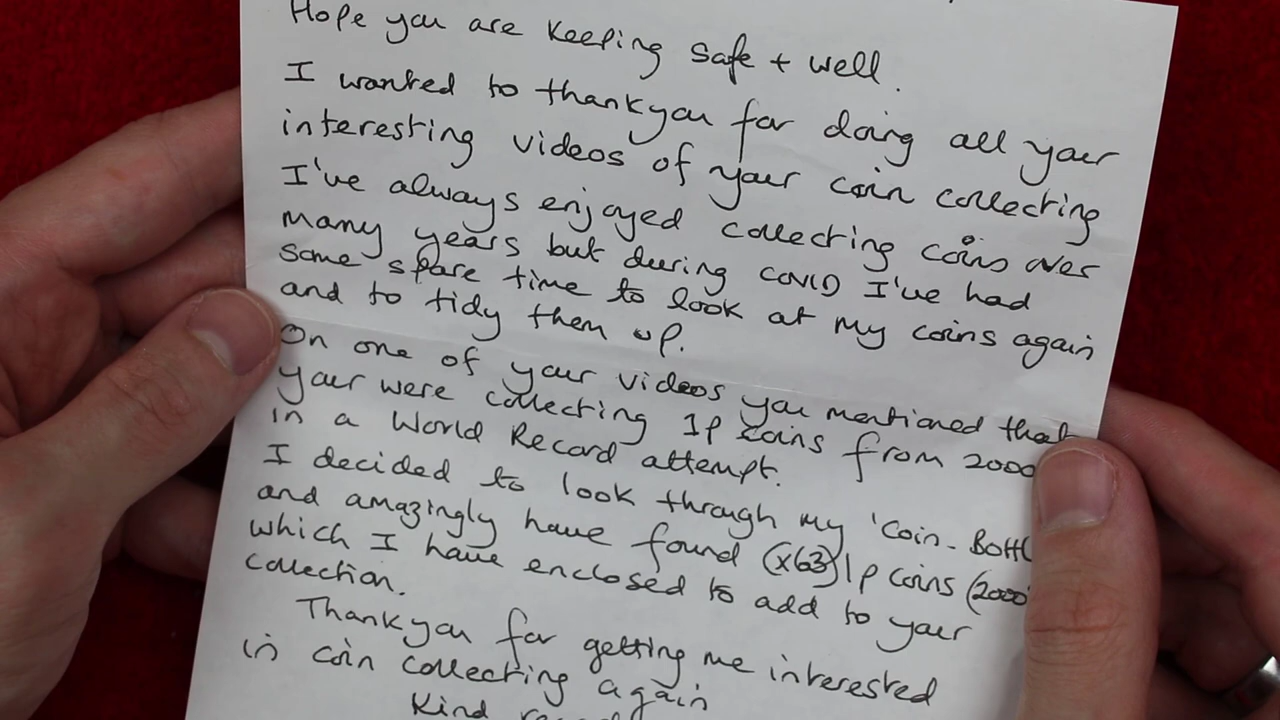 Hope you are keeping safe + well.
I wanted to thankyou for doing all your
interesting videos of your coin collecting
I've always enjoyed collecting coins over
many years but during COVID I've had
some spare time to look at my coins again
and to tidy them up.
On one of your videos you mentioned that
your were collecting 1p coins from 2000
in a World Record attempt.
I decided to look through my 'Coin-Bottl
and amazingly have found (x63) 1p coins (2000
which I have enclosed to add to your
collection.
Thankyou for getting me interested
in coin collecting again
Kind